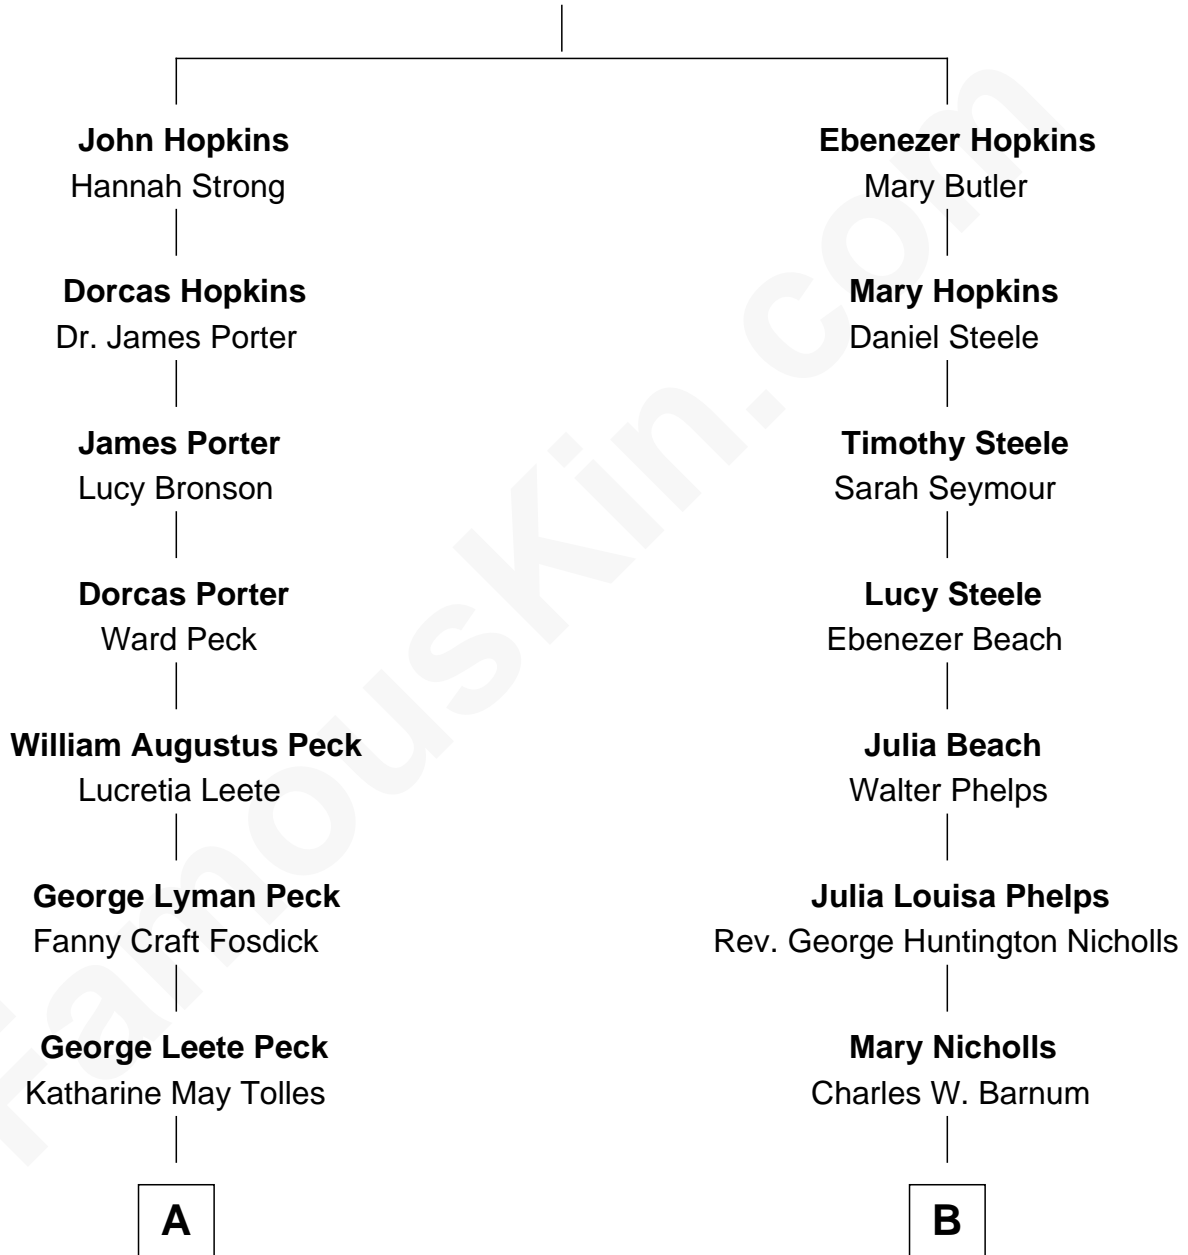 John Hopkins
Hannah Strong
Dorcas Hopkins
Dr. James Porter
James Porter
Lucy Bronson
Dorcas Porter
Ward Peck
William Augustus Peck
Lucretia Leete
George Lyman Peck
Fanny Craft Fosdick
George Leete Peck
Katharine May Tolles
A
Ebenezer Hopkins
Mary Butler
Mary Hopkins
Daniel Steele
Timothy Steele
Sarah Seymour
Lucy Steele
Ebenezer Beach
Julia Beach
Walter Phelps
Julia Louisa Phelps
Rev. George Huntington Nicholls
Mary Nicholls
Charles W. Barnum
B
FamousKin.com